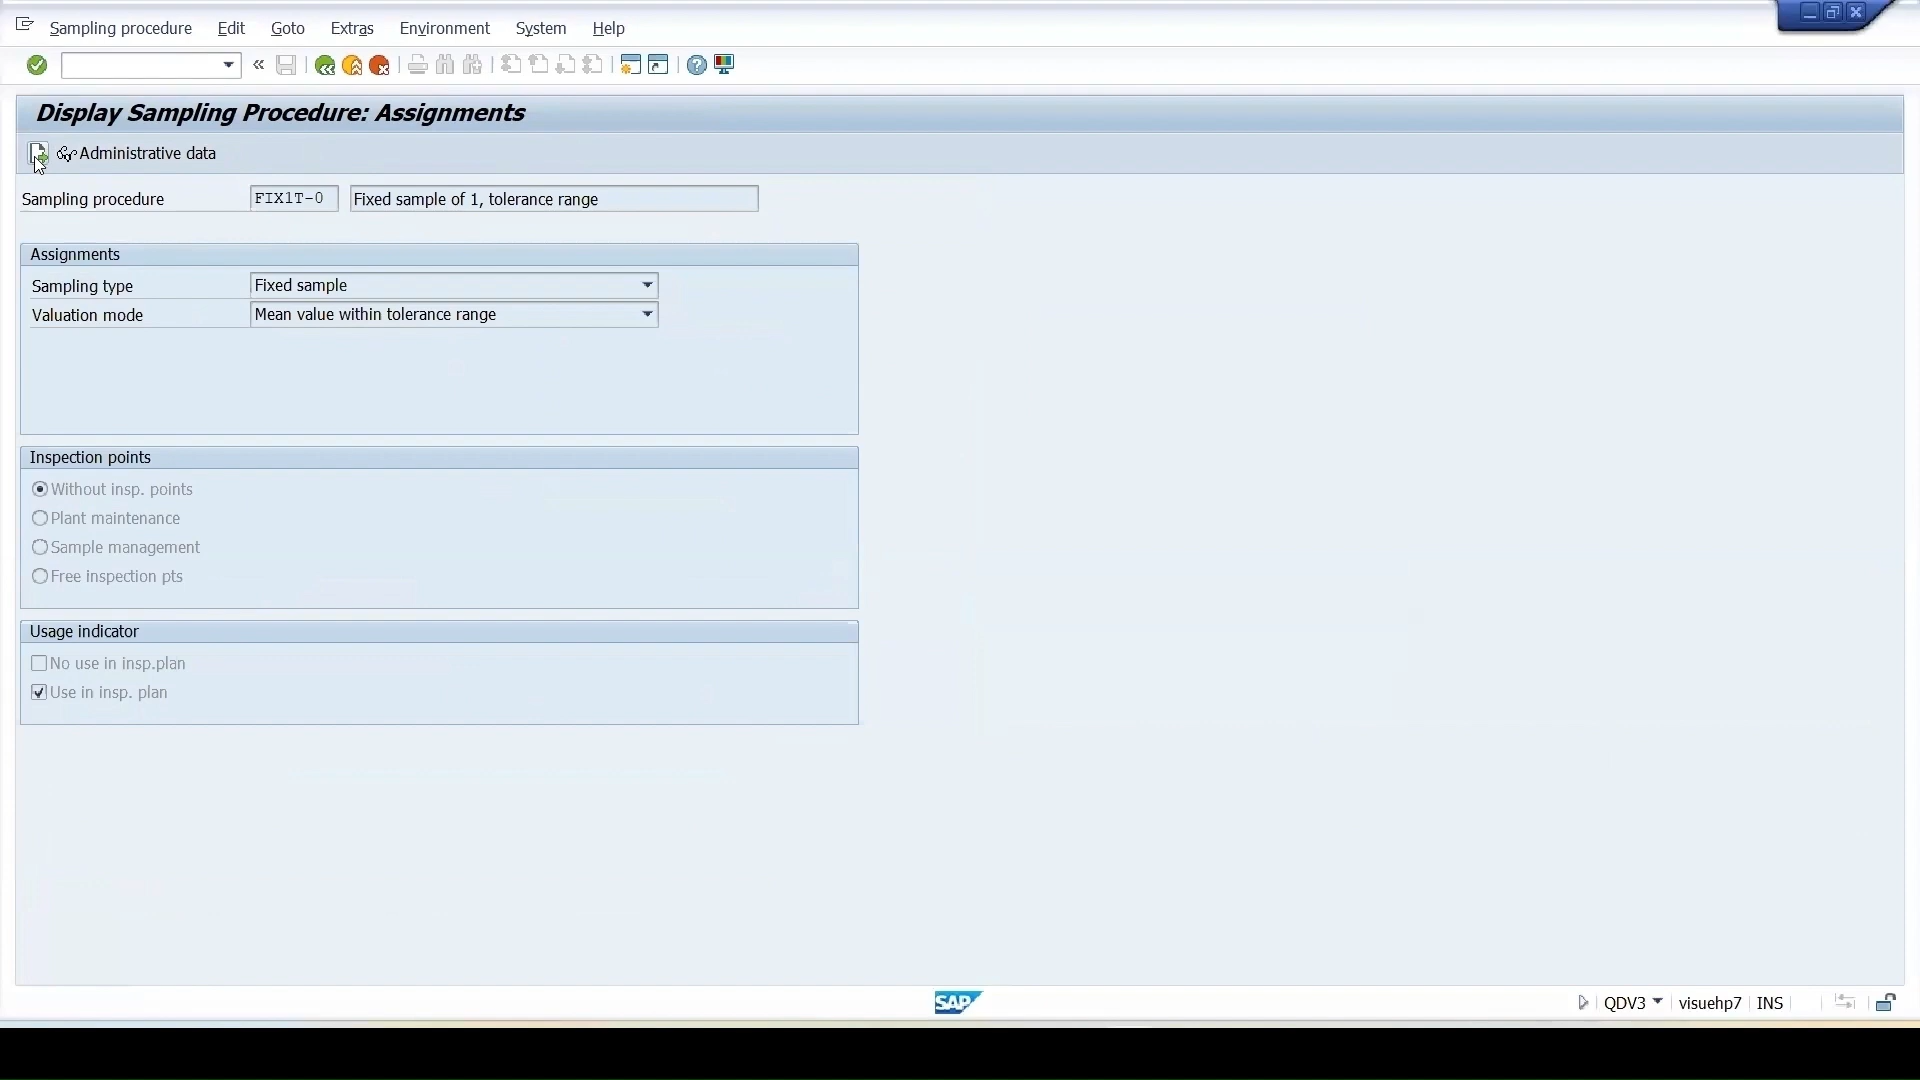 Sampling procedure Edit Goto Extras Environment System Help
Display Sampling Procedure: Assignments
Administrative data
Sampling procedure FIX1T-0 Fixed sample of 1, tolerance range
Assignments
Sampling type Fixed sample
Valuation mode Mean value within tolerance range
Inspection points
Without insp. points
Plant maintenance
Sample management
Free inspection pts
Usage indicator
No use in insp.plan
Use in insp. plan
SAP QDV3 visuehp7 INS